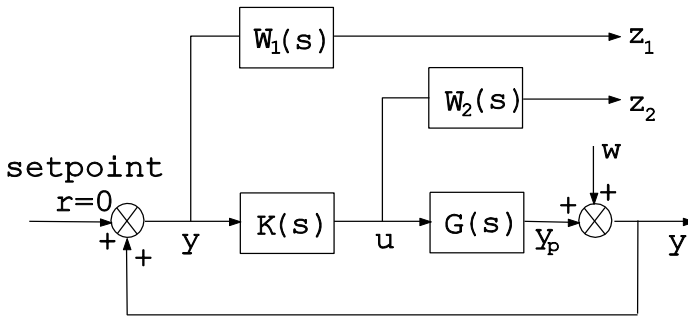 W₁(s)
z₁
W₂(s)
z₂
w
setpoint
r=0
+
+
y
K(s)
u
G(s)
yₚ
+
+
y